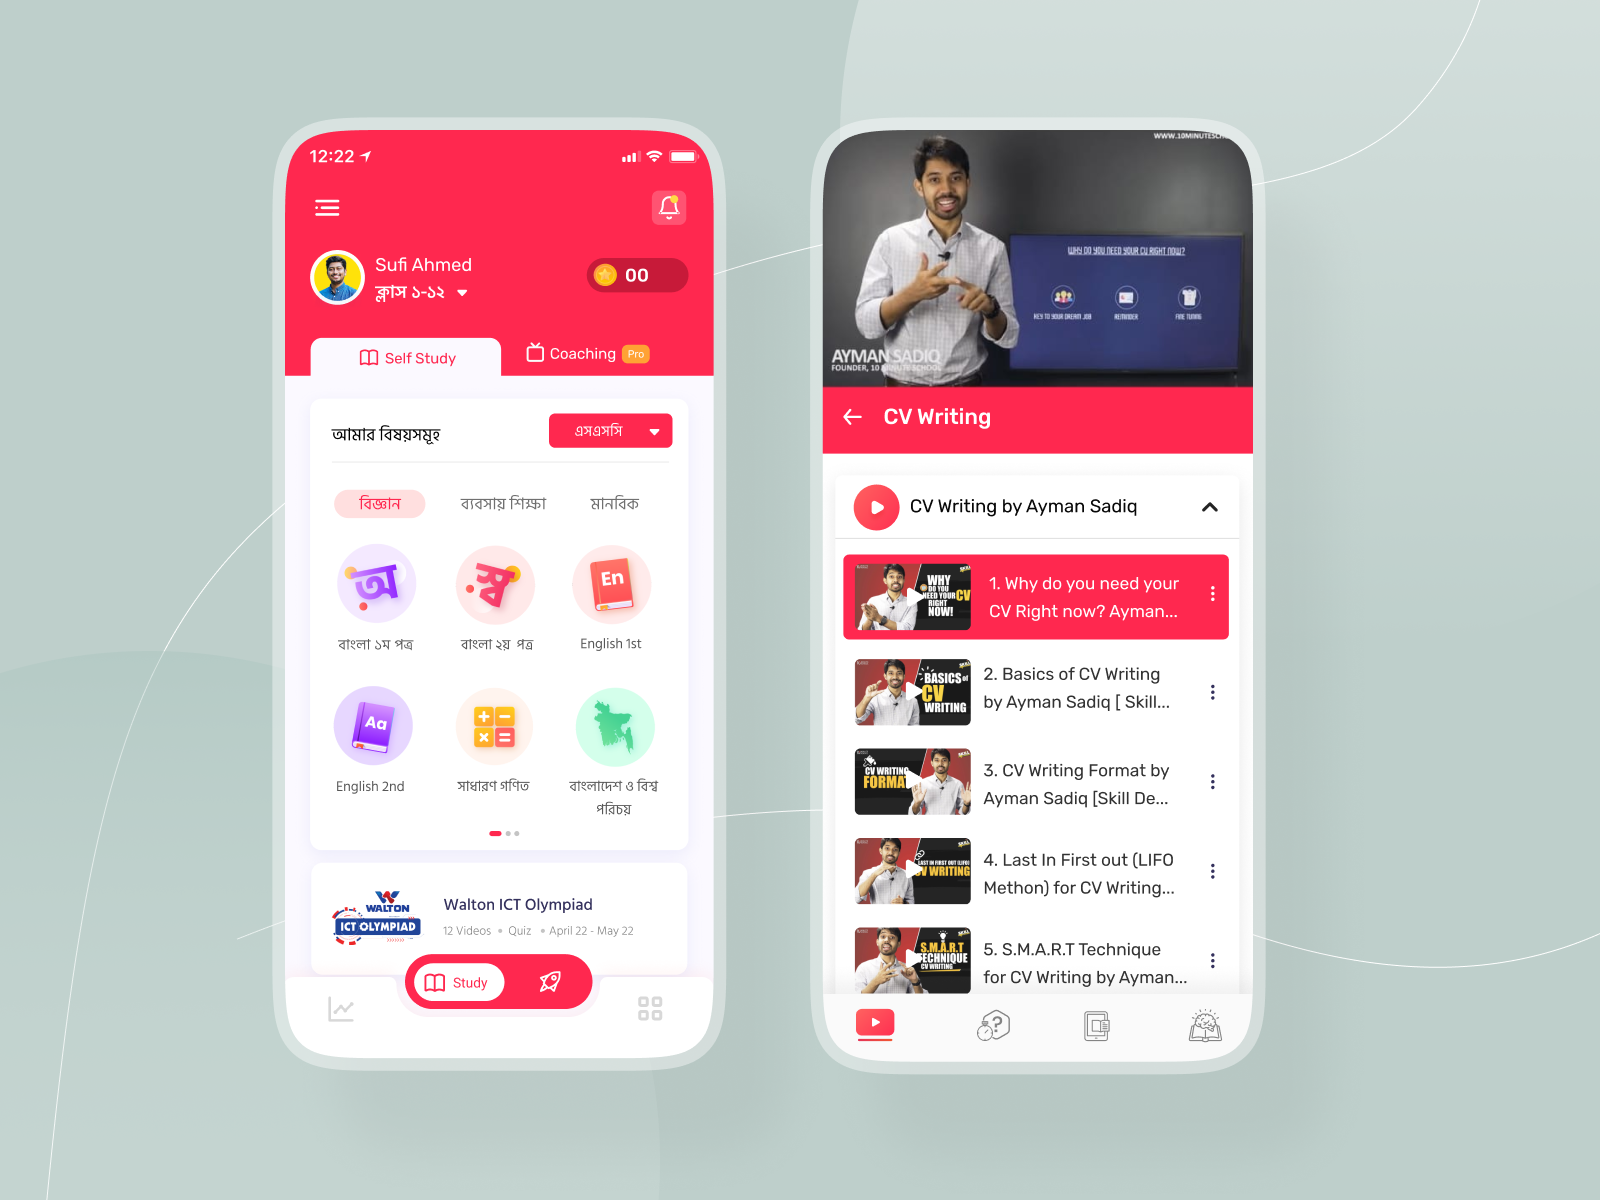 12:22
Sufi Ahmed
ক্লাস ১-১২
00
Self Study
Coaching Pro
আমার বিষয়সমূহ
এসএসসি
বিজ্ঞান
ব্যবসায় শিক্ষা
মানবিক
অ
স্ব
En
বাংলা ১ম পত্র
বাংলা ২য় পত্র
English 1st
Aa
English 2nd
সাধারণ গণিত
বাংলাদেশ ও বিশ্ব
পরিচয়
WALTON
ICT OLYMPIAD
Walton ICT Olympiad
12 Videos • Quiz • April 22 - May 22
Study
WHY DO YOU NEED YOUR CV RIGHT NOW?
KEY TO YOUR DREAM JOB
REMINDER
FINE TUNING
AYMAN SADIQ
FOUNDER, 10 MINUTE SCHOOL
CV Writing
CV Writing by Ayman Sadiq
WHY
DO YOU
NEED YOUR CV
RIGHT
NOW!
1. Why do you need your
CV Right now? Ayman...
BASICS of
CV
WRITING
2. Basics of CV Writing
by Ayman Sadiq [ Skill...
CV WRITING
FORMAT
3. CV Writing Format by
Ayman Sadiq [Skill De...
LAST IN FIRST OUT (LIFO)
CV WRITING
4. Last In First out (LIFO
Methon) for CV Writing...
S.M.A.R.T
TECHNIQUE
CV WRITING
5. S.M.A.R.T Technique
for CV Writing by Ayman...